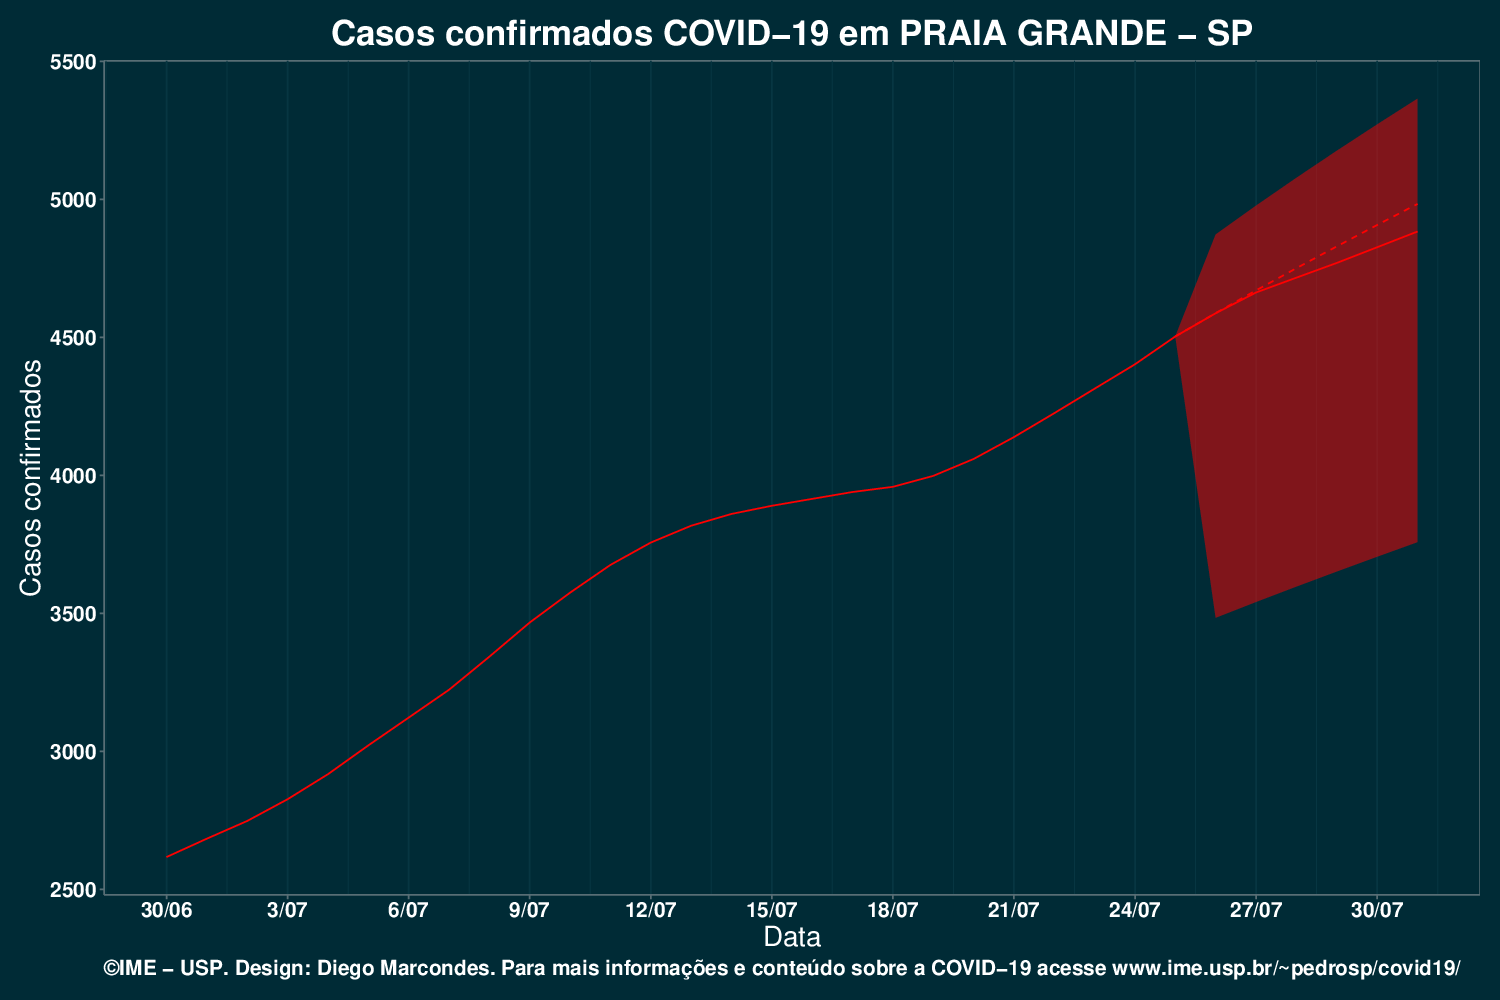 Casos confirmados COVID−19 em PRAIA GRANDE − SP
5500
5000
4500
4000
3500
3000
2500
Casos confirmados
30/06 3/07 6/07 9/07 12/07 15/07 18/07 21/07 24/07 27/07 30/07
Data
©IME − USP. Design: Diego Marcondes. Para mais informações e conteúdo sobre a COVID−19 acesse www.ime.usp.br/~pedrosp/covid19/